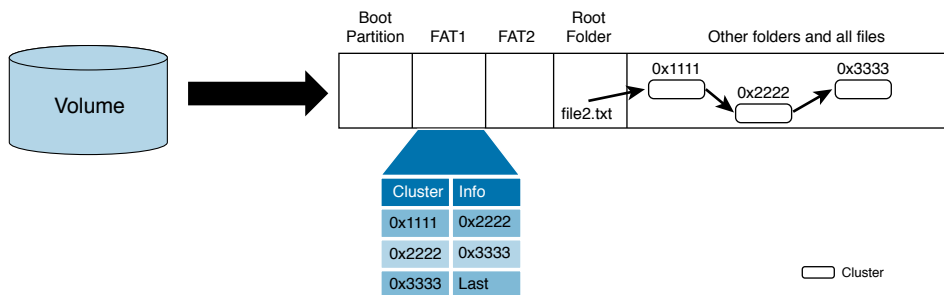 Boot
Partition
FAT1
FAT2
Root
Folder
Other folders and all files
Volume
0x1111
0x2222
0x3333
file2.txt
Cluster Info
0x1111 0x2222
0x2222 0x3333
0x3333 Last
Cluster